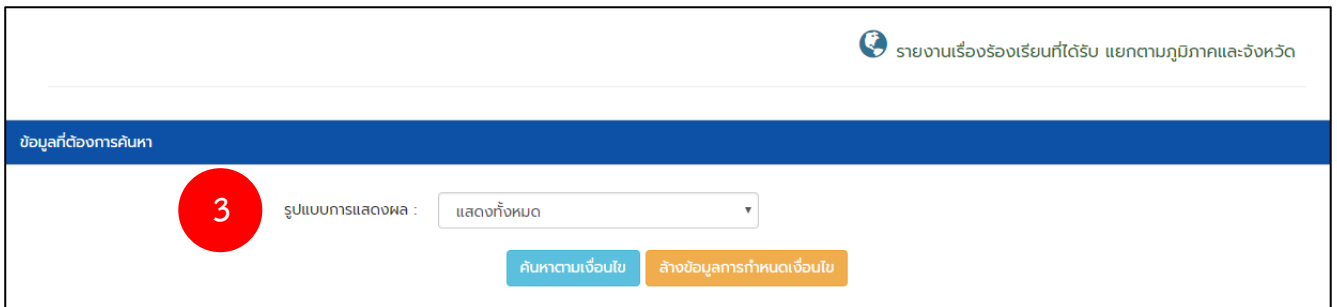 รายงานเรื่องร้องเรียนที่ได้รับ แยกตามภูมิภาคและจังหวัด
ข้อมูลที่ต้องการค้นหา
3 รูปแบบการแสดงผล : แสดงทั้งหมด
ค้นหาตามเงื่อนไข ล้างข้อมูลการกำหนดเงื่อนไข